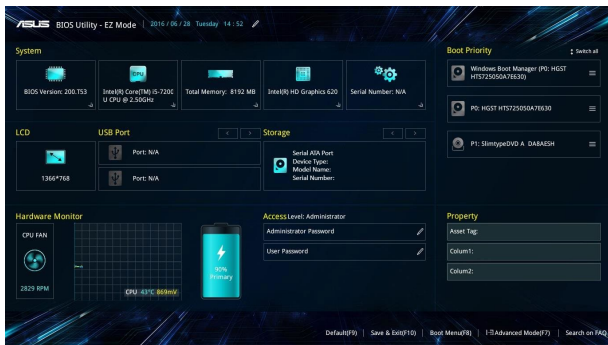 ASUS BIOS Utility - EZ Mode 2016 / 06 / 28 Tuesday 14 : 52
System
BIOS Version: 200.T53
CPU
Intel(R) Core(TM) i5-7200
U CPU @ 2.50GHz
Total Memory: 8192 MB
Intel(R) HD Graphics 620
Serial Number: N/A
Boot Priority
Switch all
Windows Boot Manager (P0: HGST
HTS725050A7E630)
P0: HGST HTS725050A7E630
P1: SlimtypeDVD A DA8AESH
LCD
1366*768
USB Port
Port: N/A
Port: N/A
Storage
Serial ATA Port
Device Type:
Model Name:
Serial Number:
Hardware Monitor
CPU FAN
2829 RPM
CPU 43°C 869mV
90%
Primary
Access Level: Administrator
Administrator Password
User Password
Property
Asset Tag:
Colum1:
Colum2:
Default(F9) Save & Exit(F10) Boot Menu(F8) Advanced Mode(F7) Search on FAQ